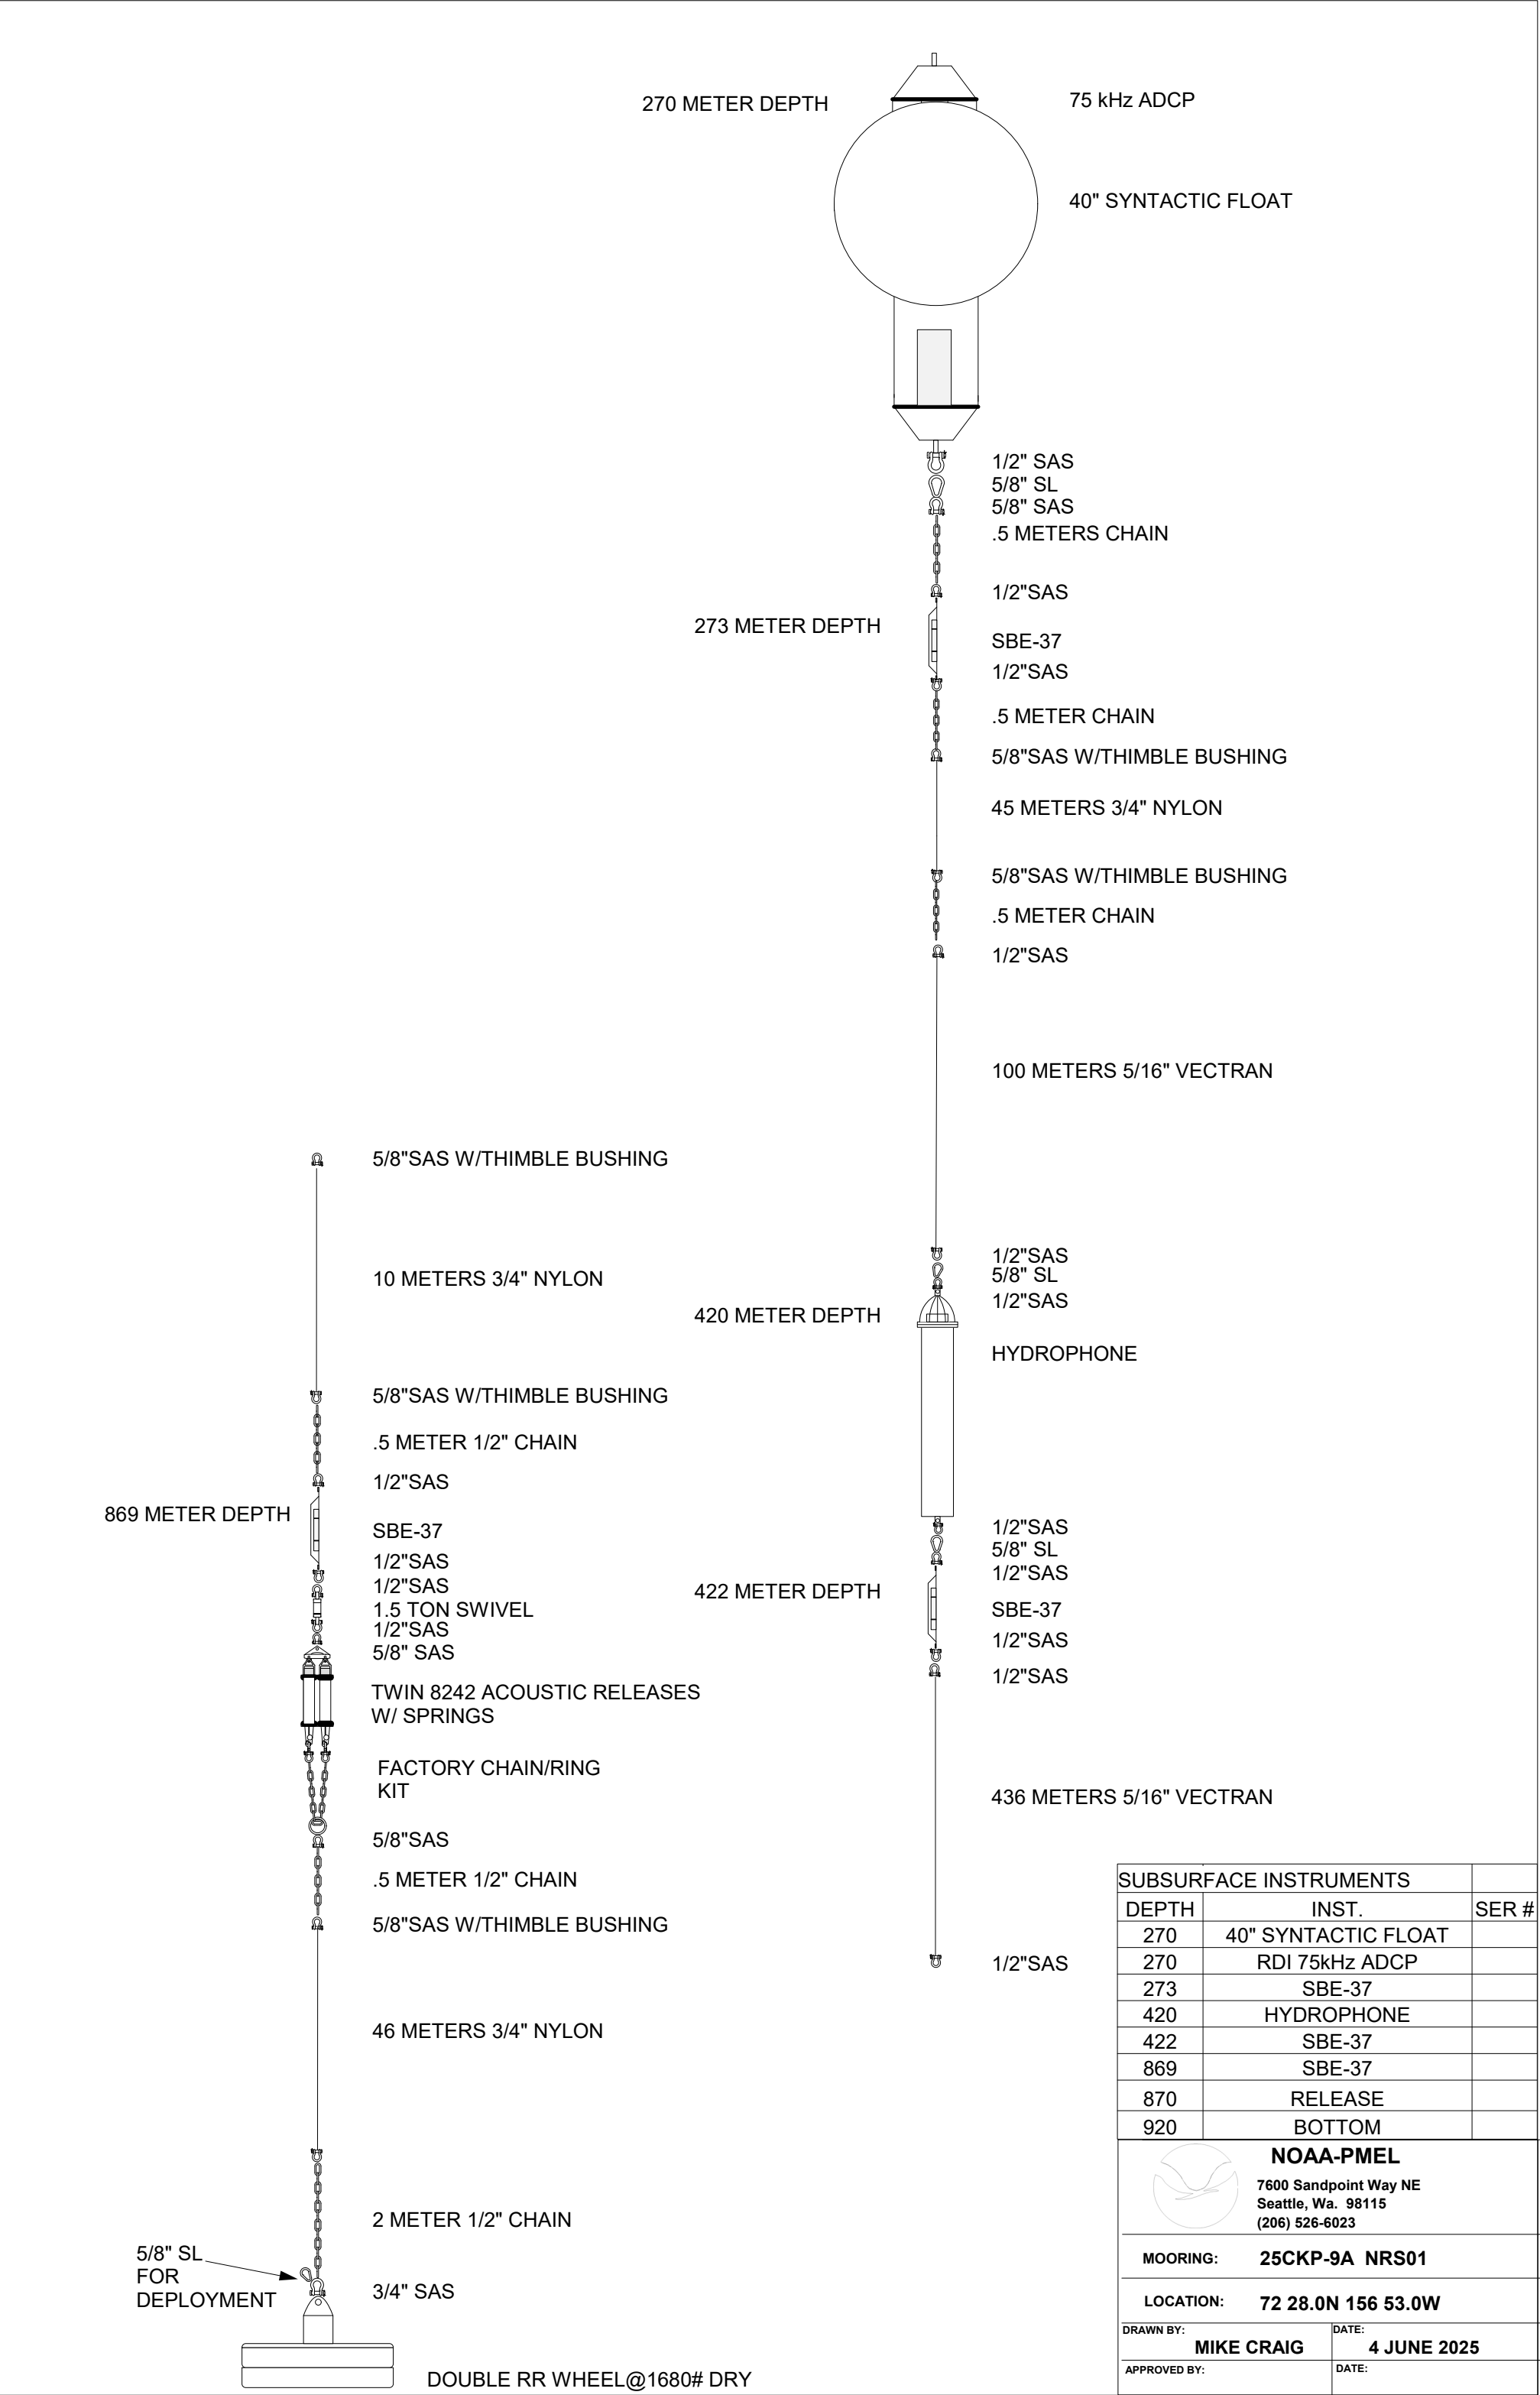 270 METER DEPTH
75 kHz ADCP
40" SYNTACTIC FLOAT
1/2" SAS
5/8" SL
5/8" SAS
.5 METERS CHAIN
1/2"SAS
273 METER DEPTH
SBE-37
1/2"SAS
.5 METER CHAIN
5/8"SAS W/THIMBLE BUSHING
45 METERS 3/4" NYLON
5/8"SAS W/THIMBLE BUSHING
.5 METER CHAIN
1/2"SAS
100 METERS 5/16" VECTRAN
1/2"SAS
5/8" SL
1/2"SAS
420 METER DEPTH
HYDROPHONE
1/2"SAS
5/8" SL
1/2"SAS
422 METER DEPTH
SBE-37
1/2"SAS
1/2"SAS
436 METERS 5/16" VECTRAN
1/2"SAS
5/8"SAS W/THIMBLE BUSHING
10 METERS 3/4" NYLON
5/8"SAS W/THIMBLE BUSHING
.5 METER 1/2" CHAIN
1/2"SAS
869 METER DEPTH
SBE-37
1/2"SAS
1/2"SAS
1.5 TON SWIVEL
1/2"SAS
5/8" SAS
TWIN 8242 ACOUSTIC RELEASES
W/ SPRINGS
FACTORY CHAIN/RING
KIT
5/8"SAS
.5 METER 1/2" CHAIN
5/8"SAS W/THIMBLE BUSHING
46 METERS 3/4" NYLON
2 METER 1/2" CHAIN
5/8" SL
FOR
DEPLOYMENT
3/4" SAS
DOUBLE RR WHEEL@1680# DRY
SUBSURFACE INSTRUMENTS
DEPTH INST. SER #
270 40" SYNTACTIC FLOAT
270 RDI 75kHz ADCP
273 SBE-37
420 HYDROPHONE
422 SBE-37
869 SBE-37
870 RELEASE
920 BOTTOM
NOAA-PMEL
7600 Sandpoint Way NE
Seattle, Wa. 98115
(206) 526-6023
MOORING: 25CKP-9A NRS01
LOCATION: 72 28.0N 156 53.0W
DRAWN BY: DATE:
MIKE CRAIG 4 JUNE 2025
APPROVED BY: DATE: